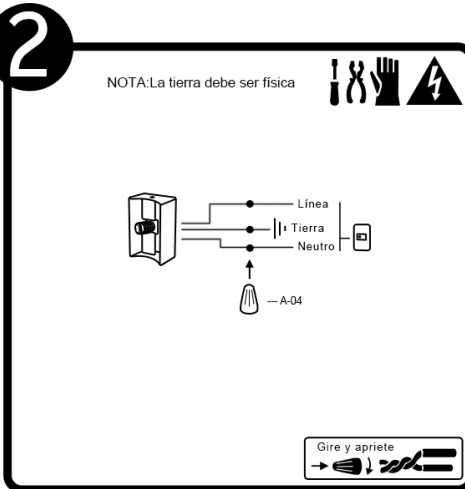 2
NOTA:La tierra debe ser física
Línea
Tierra
Neutro
--- A-04
Gire y apriete